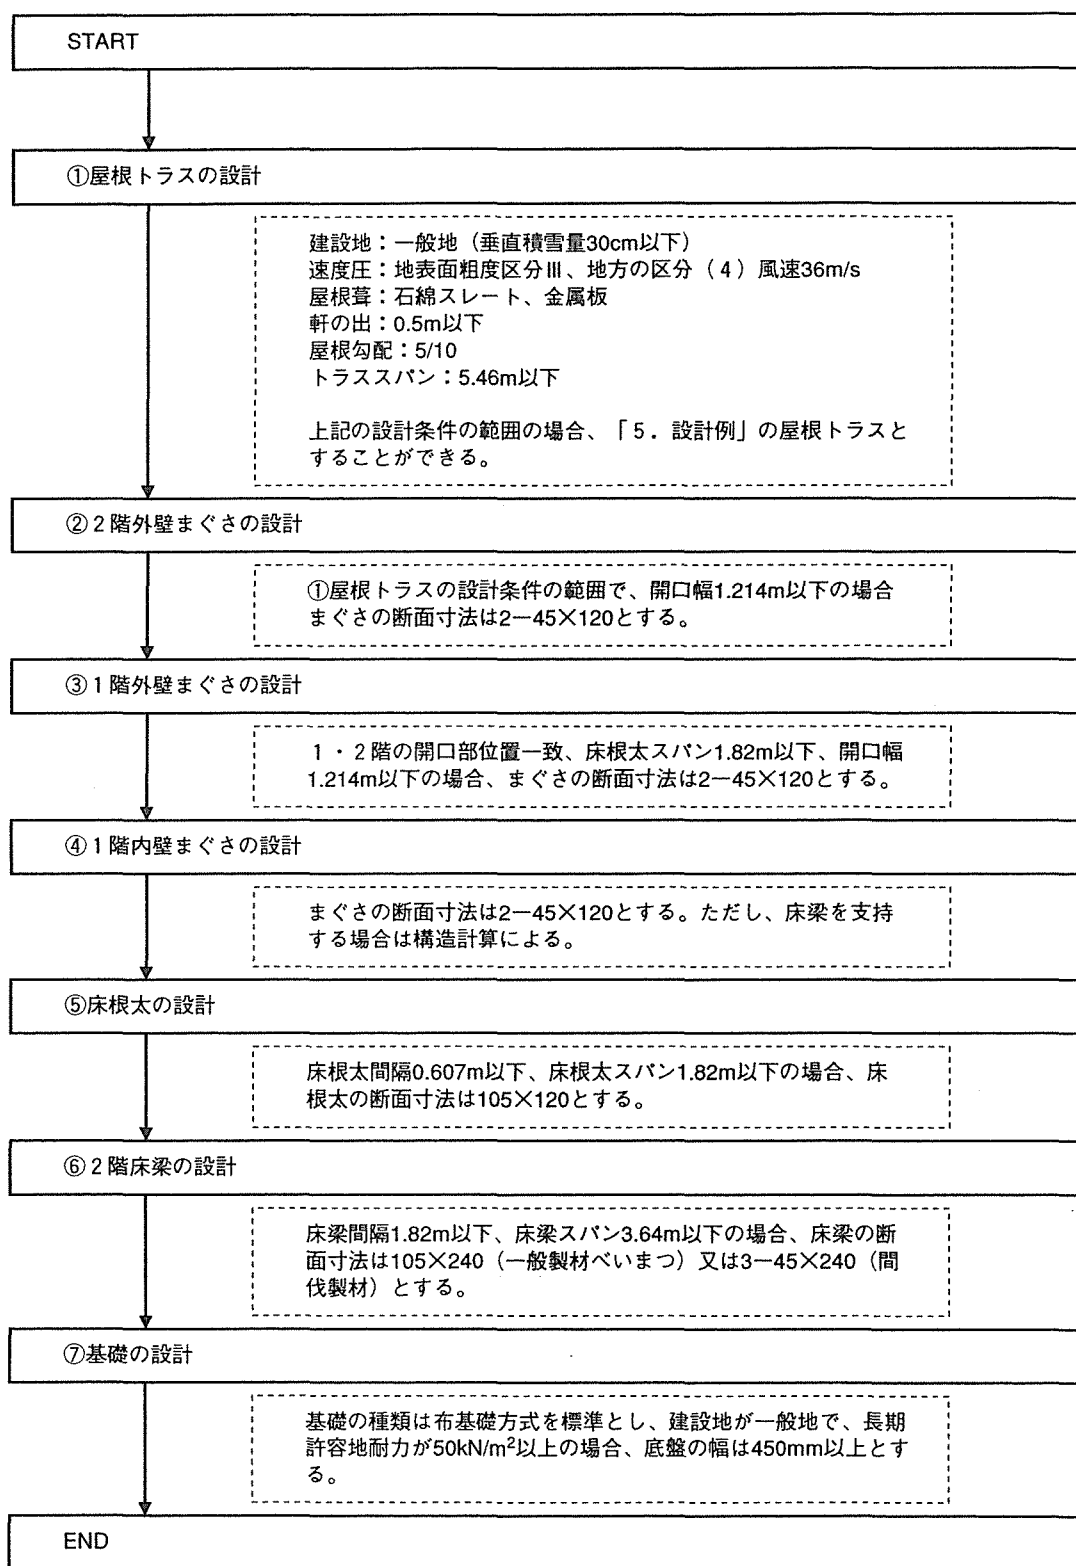 START
①屋根トラスの設計
建設地：一般地（垂直積雪量30cm以下）
速度圧：地表面粗度区分Ⅲ、地方の区分（4）風速36m/s
屋根葺：石綿スレート、金属板
軒の出：0.5m以下
屋根勾配：5/10
トラススパン：5.46m以下
上記の設計条件の範囲の場合、「5．設計例」の屋根トラスと
することができる。
②2階外壁まぐさの設計
①屋根トラスの設計条件の範囲で、開口幅1.214m以下の場合
まぐさの断面寸法は2—45×120とする。
③1階外壁まぐさの設計
1・2階の開口部位置一致、床根太スパン1.82m以下、開口幅
1.214m以下の場合、まぐさの断面寸法は2—45×120とする。
④1階内壁まぐさの設計
まぐさの断面寸法は2—45×120とする。ただし、床梁を支持
する場合は構造計算による。
⑤床根太の設計
床根太間隔0.607m以下、床根太スパン1.82m以下の場合、床
根太の断面寸法は105×120とする。
⑥2階床梁の設計
床梁間隔1.82m以下、床梁スパン3.64m以下の場合、床梁の断
面寸法は105×240（一般製材べいまつ）又は3—45×240（間
伐製材）とする。
⑦基礎の設計
基礎の種類は布基礎方式を標準とし、建設地が一般地で、長期
許容地耐力が50kN/m²以上の場合、底盤の幅は450mm以上とす
る。
END